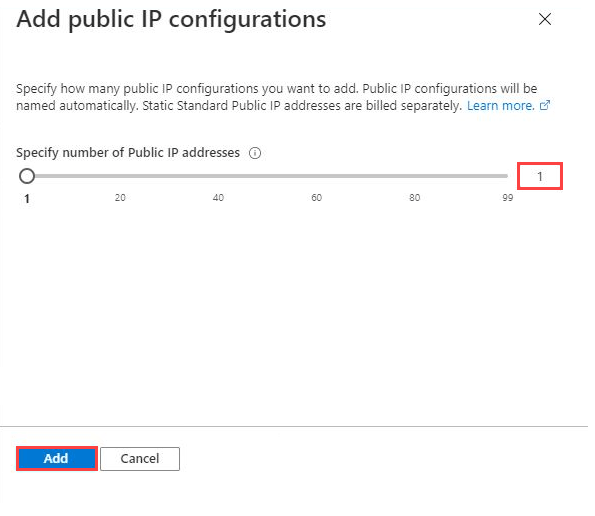 Add public IP configurations
Specify how many public IP configurations you want to add. Public IP configurations will be
named automatically. Static Standard Public IP addresses are billed separately. Learn more.
Specify number of Public IP addresses
1
1 20 40 60 80 99
Add Cancel